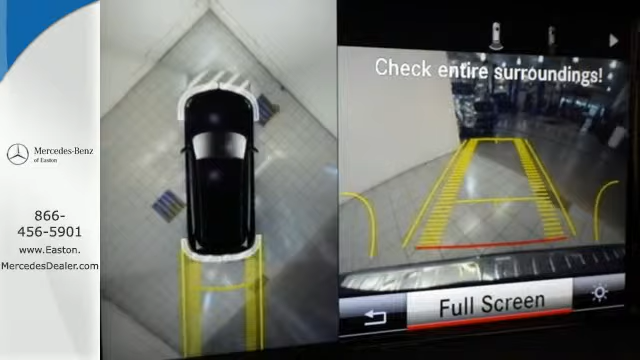 Mercedes-Benz
of Easton
866-
456-5901
www.Easton.
MercedesDealer.com
Check entire surroundings!
Full Screen